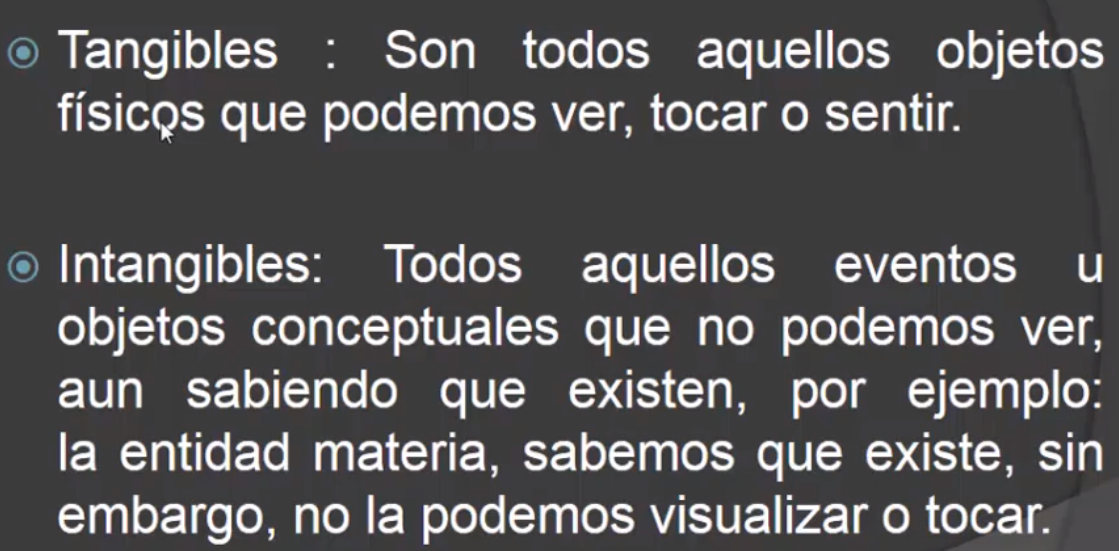 Tangibles : Son todos aquellos objetos
físicos que podemos ver, tocar o sentir.
Intangibles: Todos aquellos eventos u
objetos conceptuales que no podemos ver,
aun sabiendo que existen, por ejemplo:
la entidad materia, sabemos que existe, sin
embargo, no la podemos visualizar o tocar.